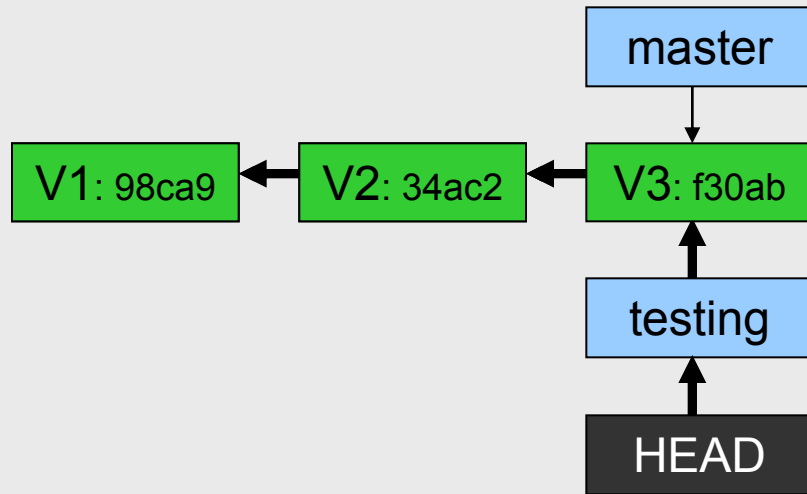 master
V1: 98ca9
V2: 34ac2
V3: f30ab
testing
HEAD